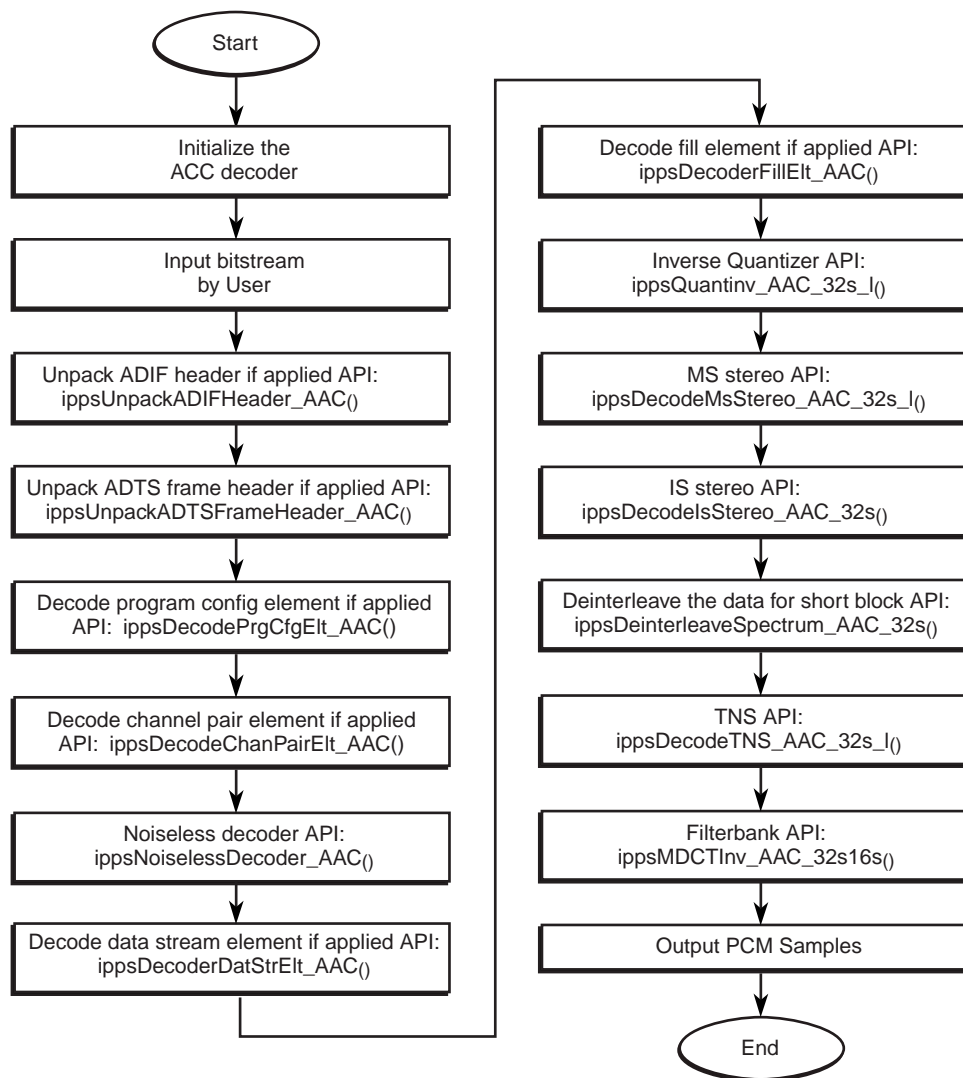 Start
Initialize the
ACC decoder
Input bitstream
by User
Unpack ADIF header if applied API:
ippsUnpackADIFHeader_AAC()
Unpack ADTS frame header if applied API:
ippsUnpackADTSFrameHeader_AAC()
Decode program config element if applied
API: ippsDecodePrgCfgElt_AAC()
Decode channel pair element if applied
API: ippsDecodeChanPairElt_AAC()
Noiseless decoder API:
ippsNoiselessDecoder_AAC()
Decode data stream element if applied API:
ippsDecoderDatStrElt_AAC()
Decode fill element if applied API:
ippsDecoderFillElt_AAC()
Inverse Quantizer API:
ippsQuantinv_AAC_32s_l()
MS stereo API:
ippsDecodeMsStereo_AAC_32s_l()
IS stereo API:
ippsDecodeIsStereo_AAC_32s()
Deinterleave the data for short block API:
ippsDeinterleaveSpectrum_AAC_32s()
TNS API:
ippsDecodeTNS_AAC_32s_l()
Filterbank API:
ippsMDCTInv_AAC_32s16s()
Output PCM Samples
End